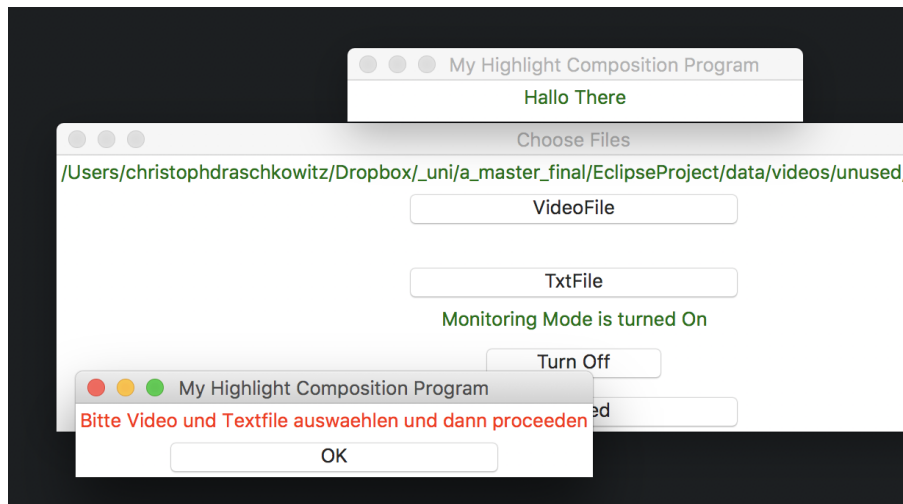 My Highlight Composition Program
Hallo There
Choose Files
/Users/christophdraschkowitz/Dropbox/_uni/a_master_final/EclipseProject/data/videos/unused
VideoFile
TxtFile
Monitoring Mode is turned On
Turn Off
ed
My Highlight Composition Program
Bitte Video und Textfile auswaehlen und dann proceeden
OK